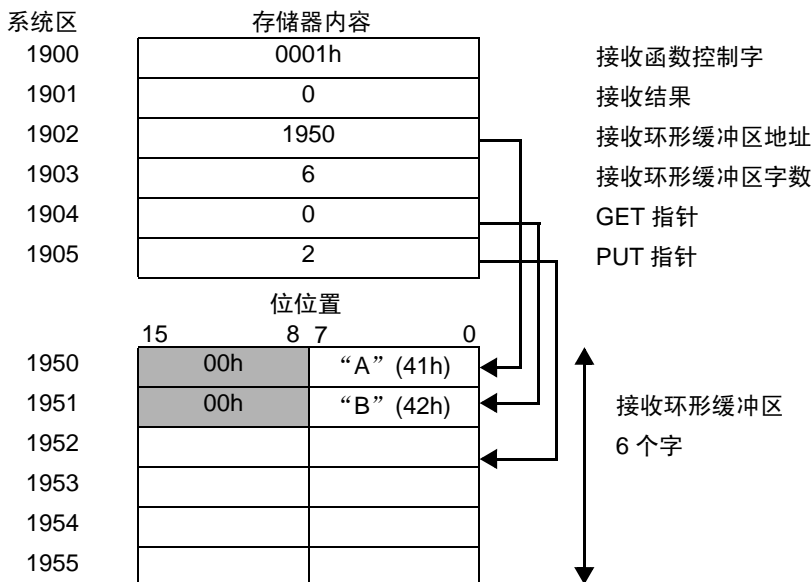 系统区 存储器内容
1900 0001h 接收函数控制字
1901 0 接收结果
1902 1950 接收环形缓冲区地址
1903 6 接收环形缓冲区字数
1904 0 GET 指针
1905 2 PUT 指针
位位置
15 8 7 0
1950 00h “A” (41h)
1951 00h “B” (42h) 接收环形缓冲区
1952 6 个字
1953
1954
1955